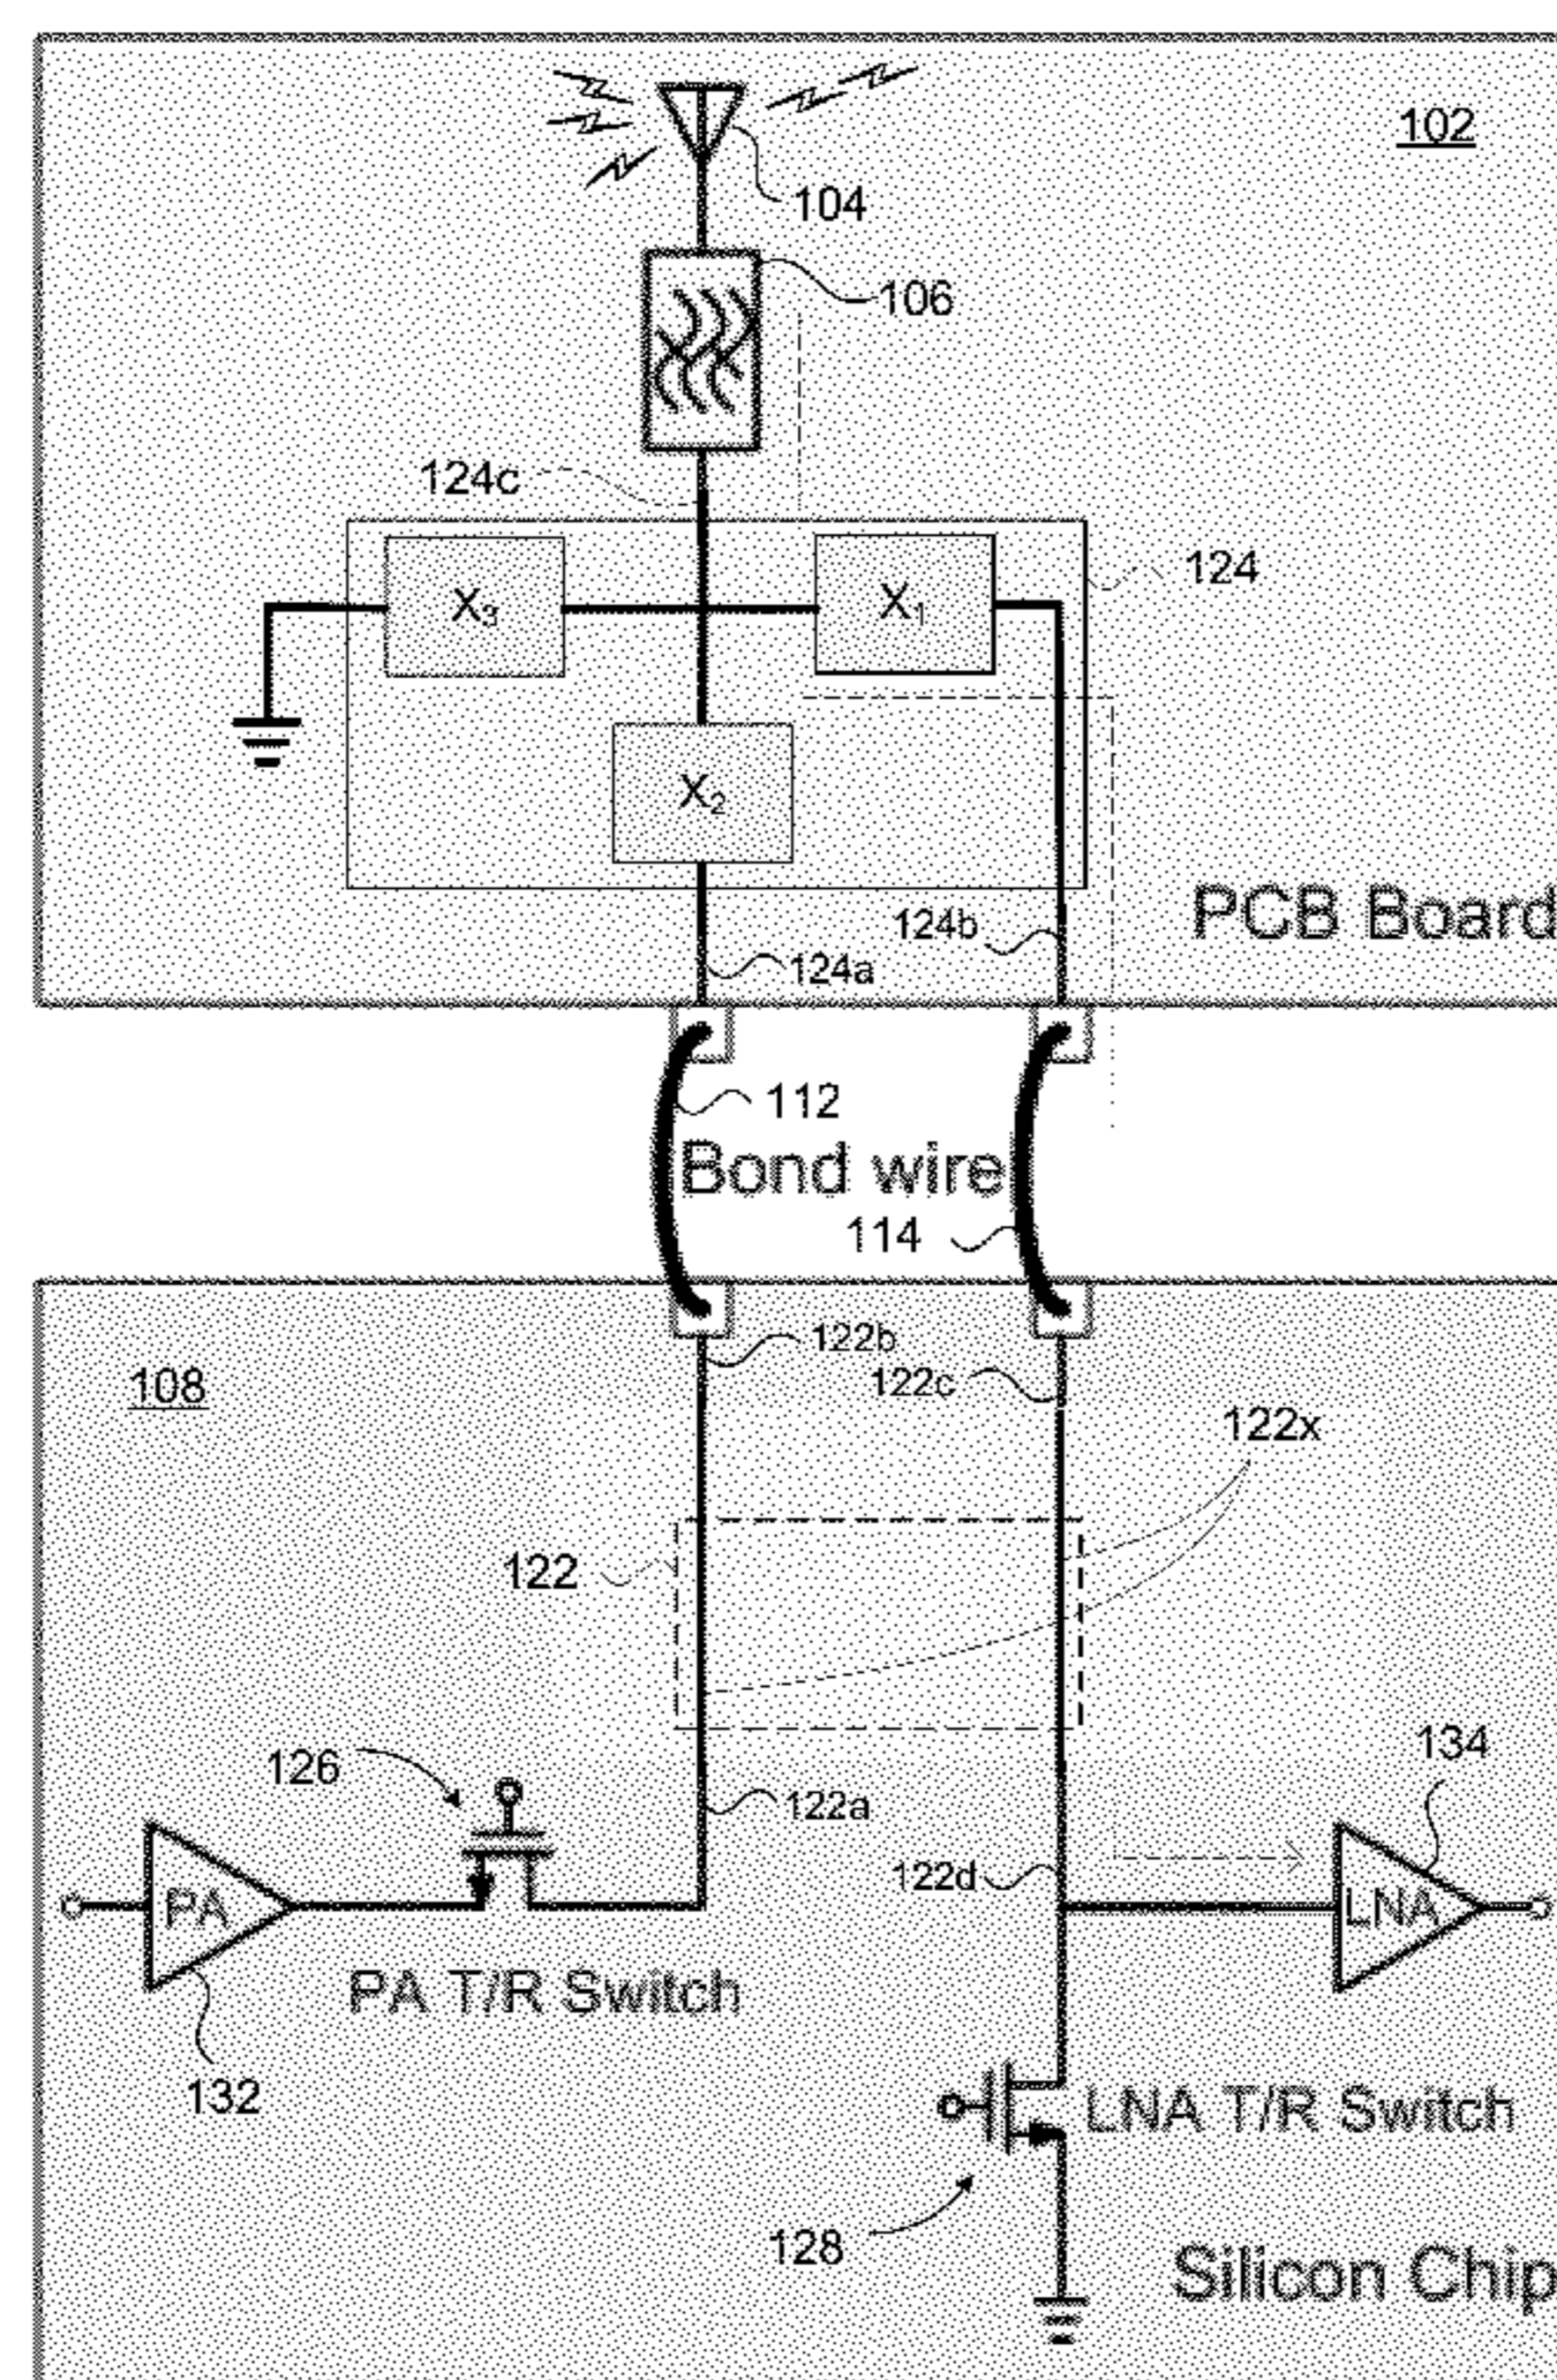 102
104
106
124c
X3
X1
124
X2
PCB Board
124b
124a
112
Bond wire
114
122b
108
122c
122x
122
126
134
122a
122d
PA
LNA
PA T/R Switch
132
LNA T/R Switch
128
Silicon Chip